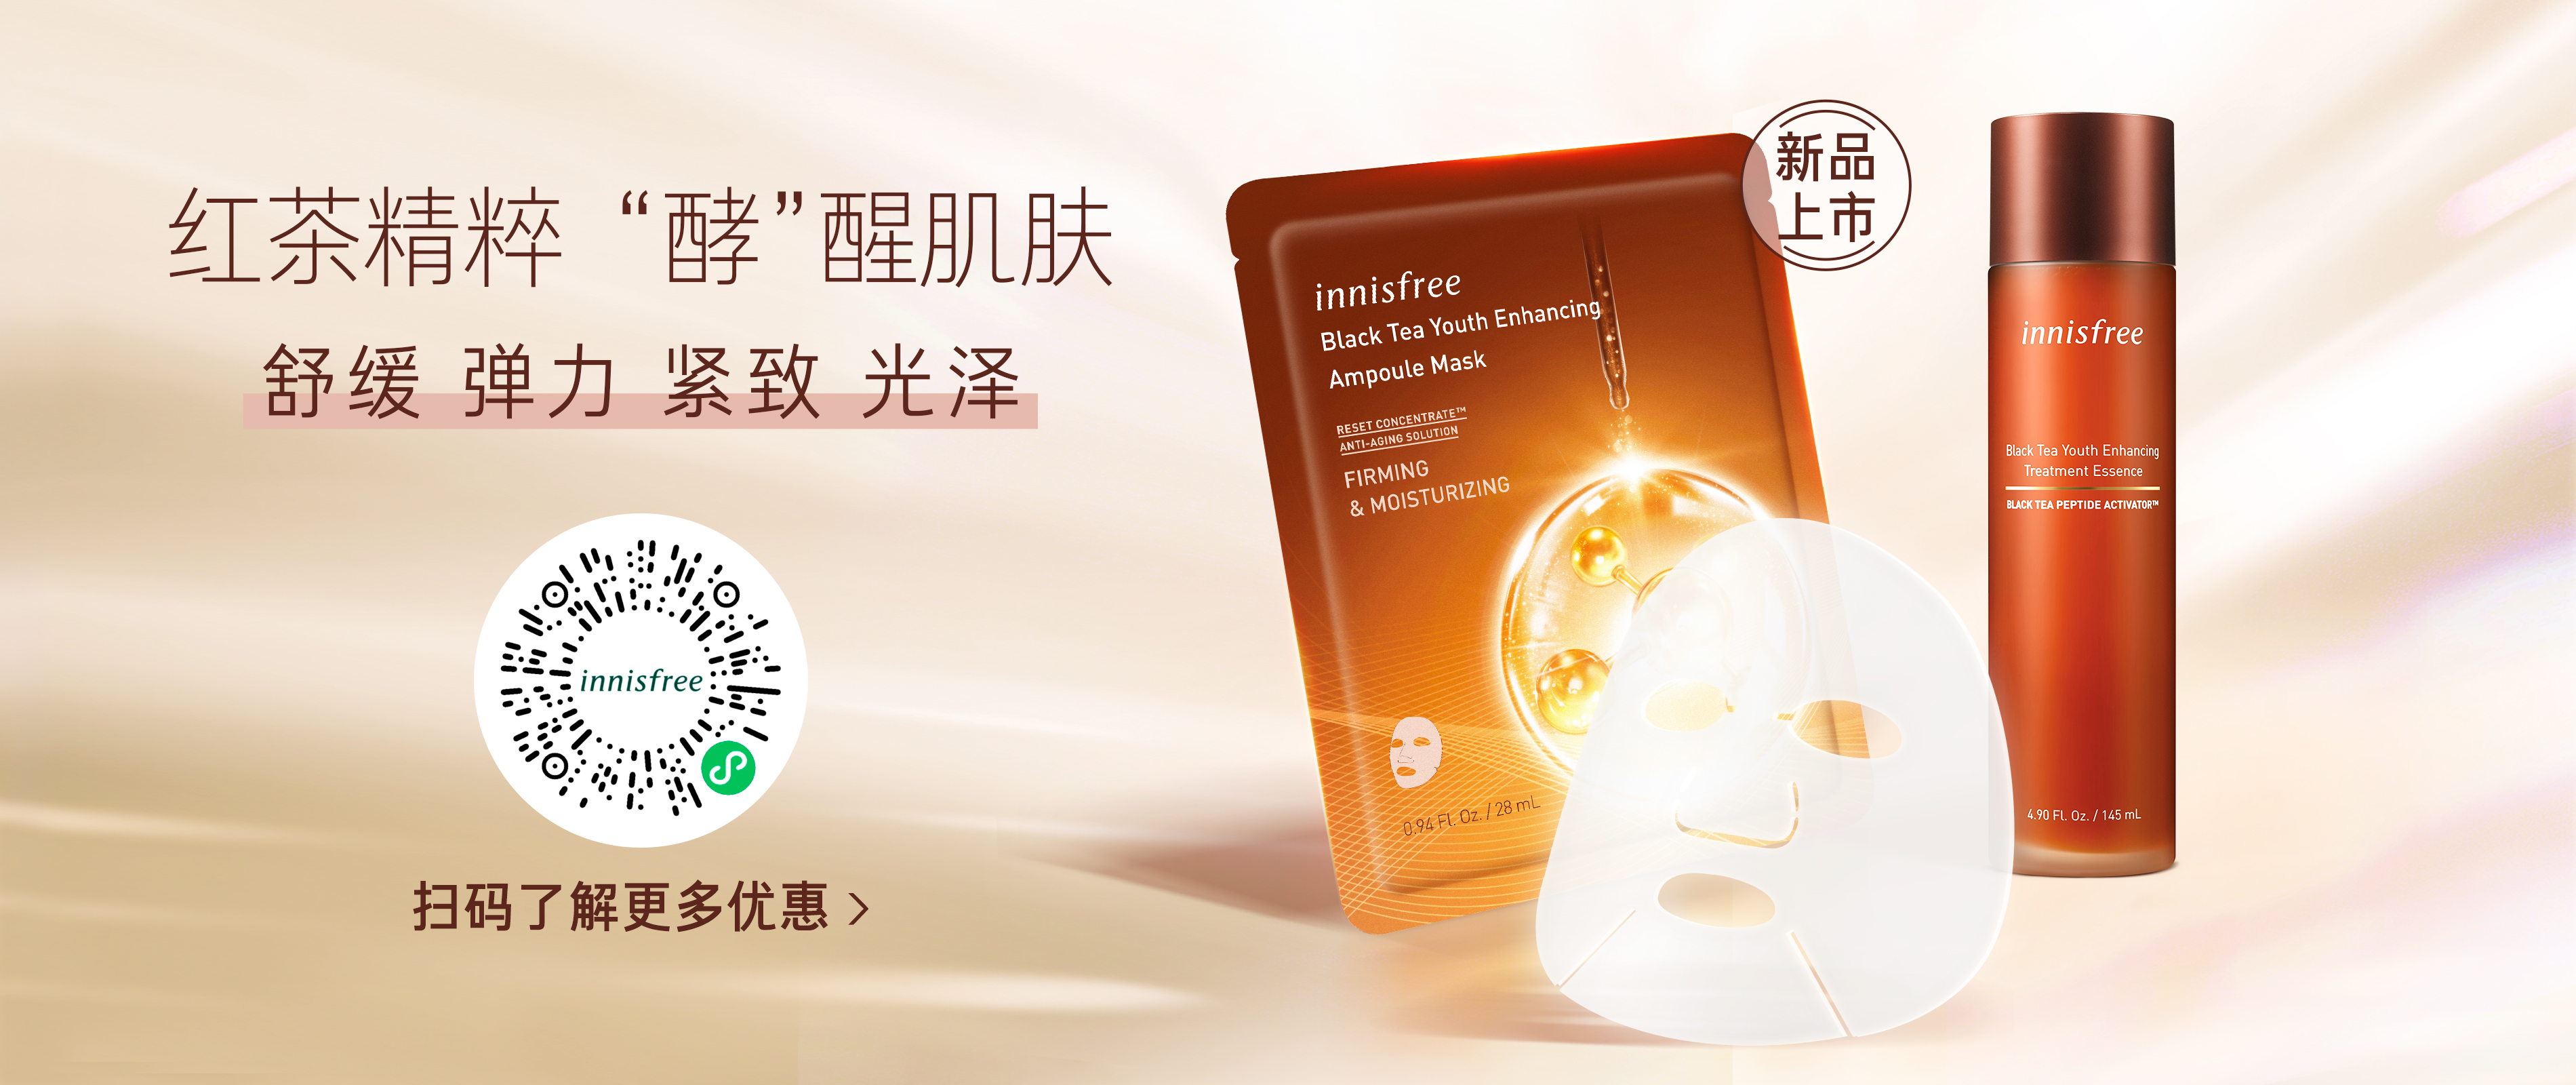 红茶精粹 “酵”醒肌肤
舒缓 弹力 紧致 光泽
innisfree
扫码了解更多优惠 >
新品
上市
innisfree
Black Tea Youth Enhancing
Ampoule Mask
RESET CONCENTRATE™
ANTI-AGING SOLUTION
FIRMING
& MOISTURIZING
0.94 Fl. Oz. / 28 mL
innisfree
Black Tea Youth Enhancing
Treatment Essence
BLACK TEA PEPTIDE ACTIVATOR™
4.90 Fl. Oz. / 145 mL